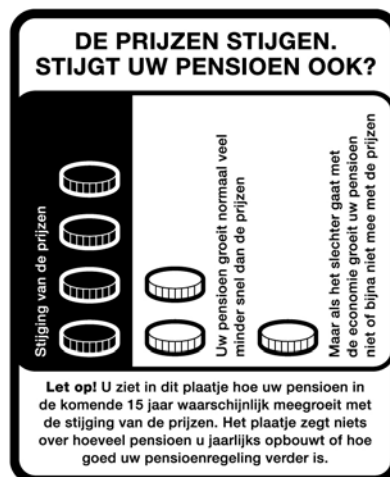 DE PRIJZEN STIJGEN.
STIJGT UW PENSIOEN OOK?
Stijging van de prijzen
Uw pensioen groeit normaal veel
minder snel dan de prijzen
Maar als het slechter gaat met
de economie groeit uw pensioen
niet of bijna niet mee met de prijzen
Let op! U ziet in dit plaatje hoe uw pensioen in
de komende 15 jaar waarschijnlijk meegroeit met
de stijging van de prijzen. Het plaatje zegt niets
over hoeveel pensioen u jaarlijks opbouwt of hoe
goed uw pensioenregeling verder is.